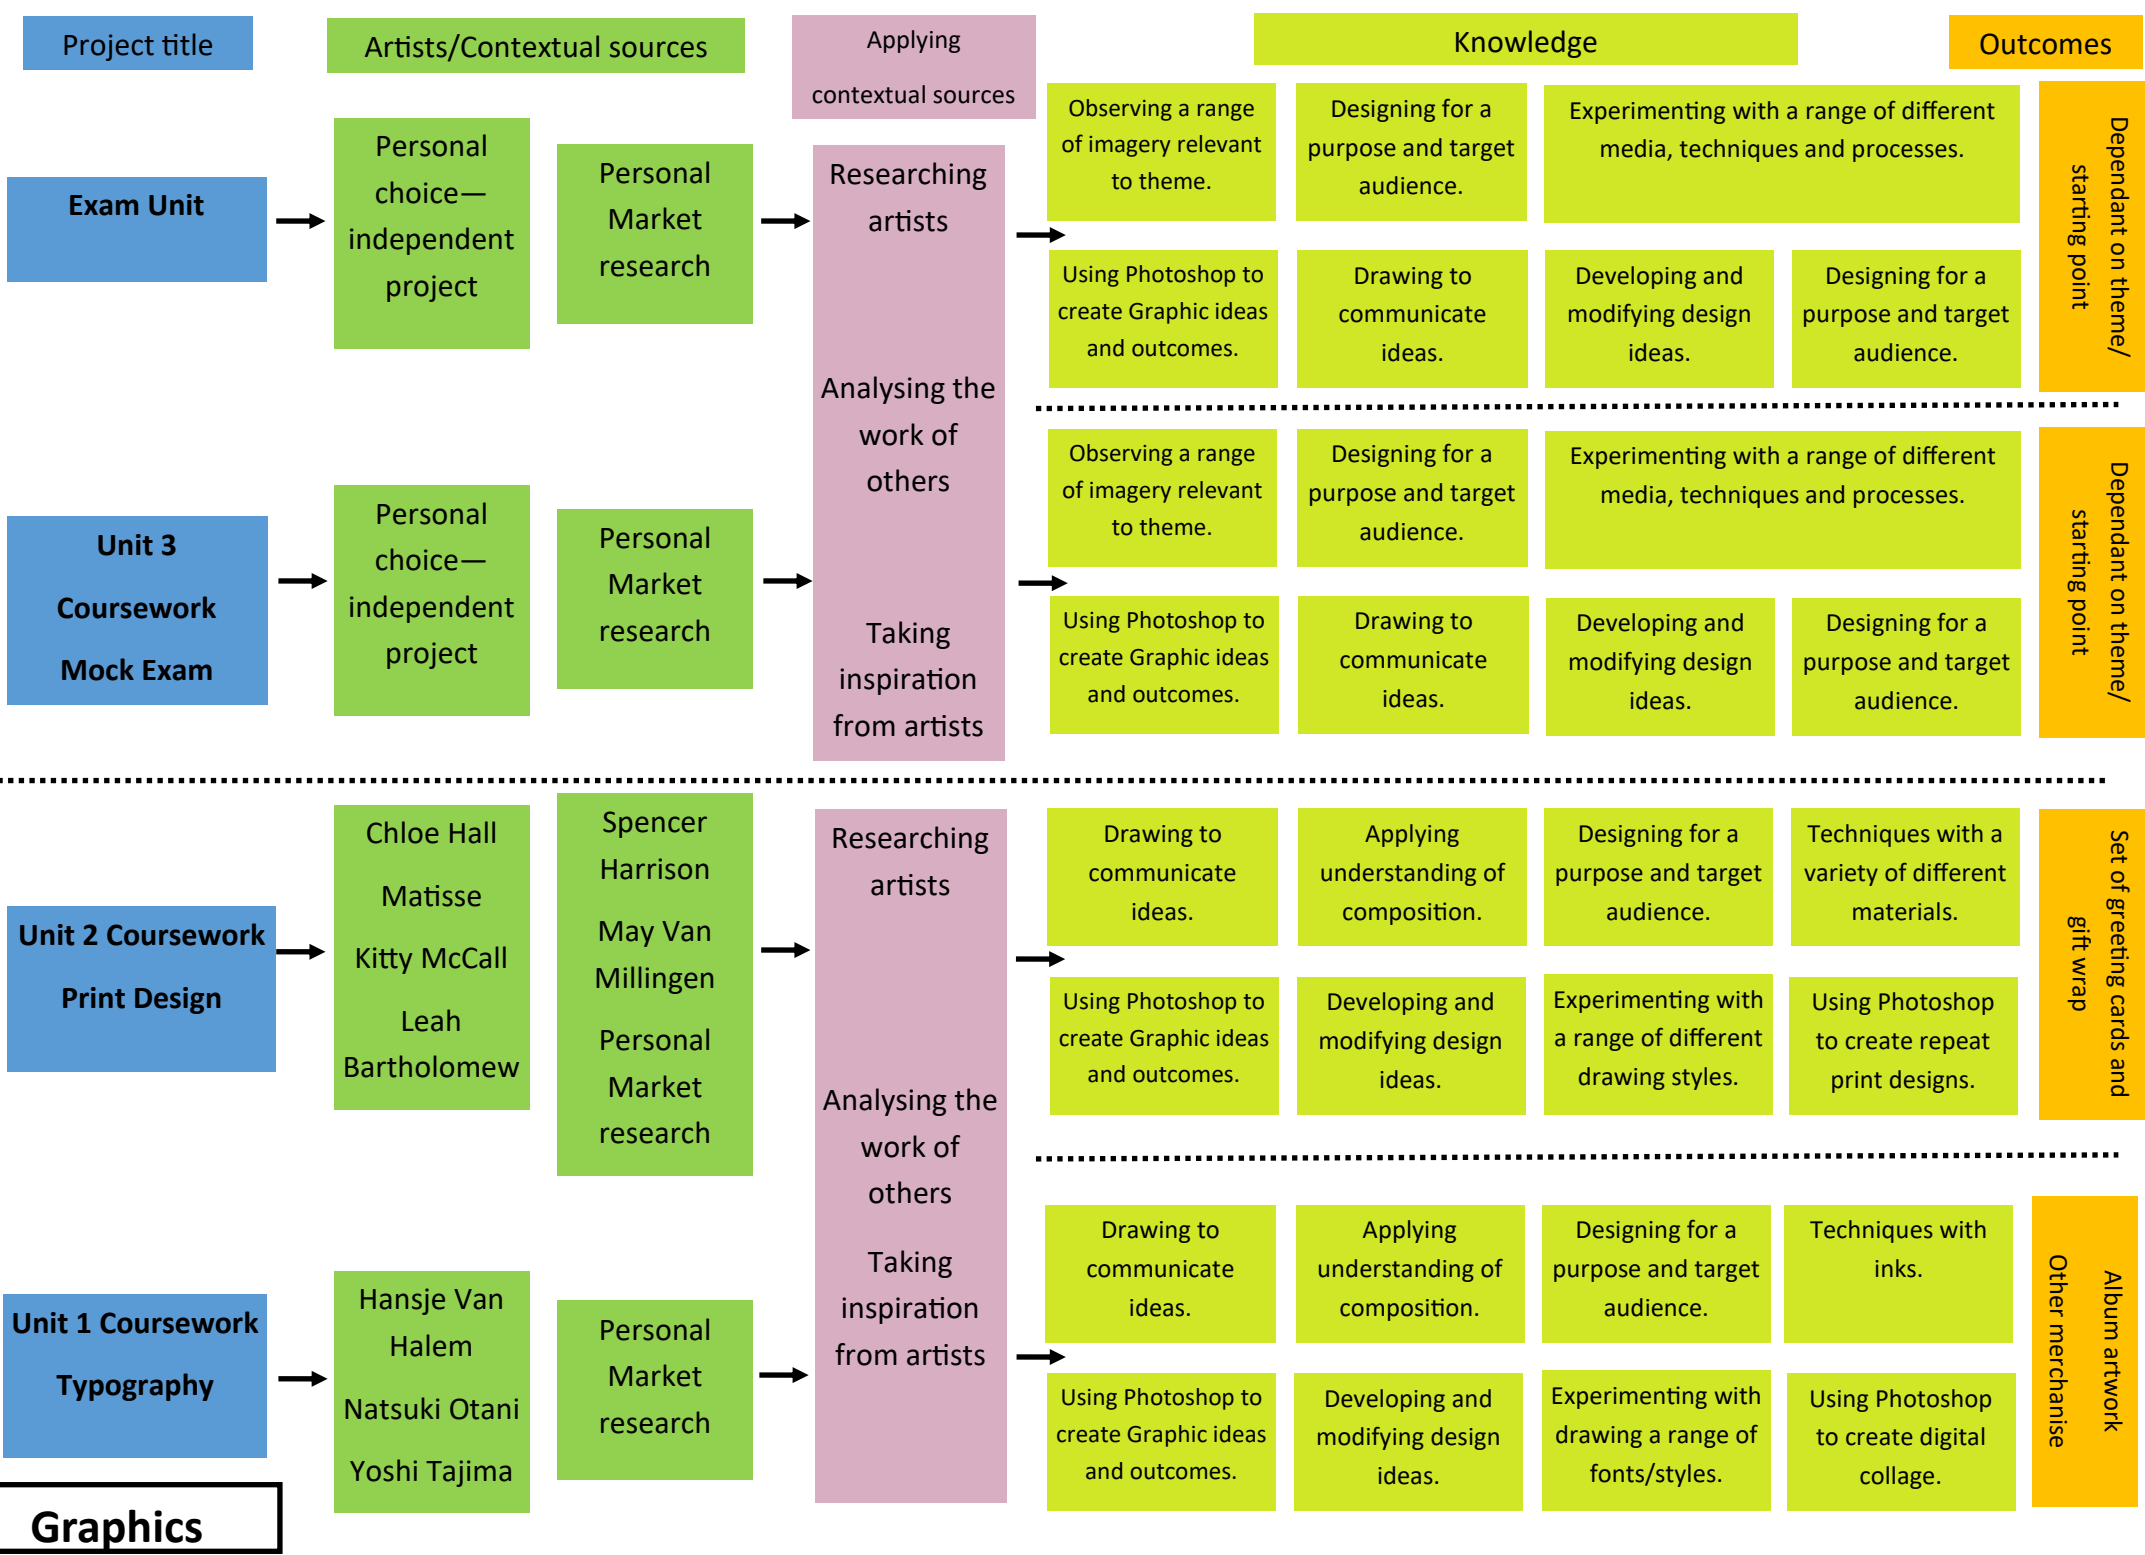 Project title
Artists/Contextual sources
Applying
contextual sources
Knowledge
Outcomes
Exam Unit
Personal
choice—
independent
project
Personal
Market
research
Researching
artists
Analysing the
work of
others
Taking
inspiration
from artists
Observing a range
of imagery relevant
to theme.
Designing for a
purpose and target
audience.
Experimenting with a range of different
media, techniques and processes.
Using Photoshop to
create Graphic ideas
and outcomes.
Drawing to
communicate
ideas.
Developing and
modifying design
ideas.
Designing for a
purpose and target
audience.
Dependant on theme/
starting point
Unit 3
Coursework
Mock Exam
Personal
choice—
independent
project
Personal
Market
research
Observing a range
of imagery relevant
to theme.
Designing for a
purpose and target
audience.
Experimenting with a range of different
media, techniques and processes.
Using Photoshop to
create Graphic ideas
and outcomes.
Drawing to
communicate
ideas.
Developing and
modifying design
ideas.
Designing for a
purpose and target
audience.
Dependant on theme/
starting point
Unit 2 Coursework
Print Design
Chloe Hall
Matisse
Kitty McCall
Leah
Bartholomew
Spencer
Harrison
May Van
Millingen
Personal
Market
research
Researching
artists
Analysing the
work of
others
Taking
inspiration
from artists
Drawing to
communicate
ideas.
Applying
understanding of
composition.
Designing for a
purpose and target
audience.
Techniques with a
variety of different
materials.
Using Photoshop to
create Graphic ideas
and outcomes.
Developing and
modifying design
ideas.
Experimenting with
a range of different
drawing styles.
Using Photoshop
to create repeat
print designs.
Set of greeting cards and
gift wrap
Unit 1 Coursework
Typography
Hansje Van
Halem
Natsuki Otani
Yoshi Tajima
Personal
Market
research
Drawing to
communicate
ideas.
Applying
understanding of
composition.
Designing for a
purpose and target
audience.
Techniques with
inks.
Using Photoshop to
create Graphic ideas
and outcomes.
Developing and
modifying design
ideas.
Experimenting with
drawing a range of
fonts/styles.
Using Photoshop
to create digital
collage.
Album artwork
Other merchanise
Graphics